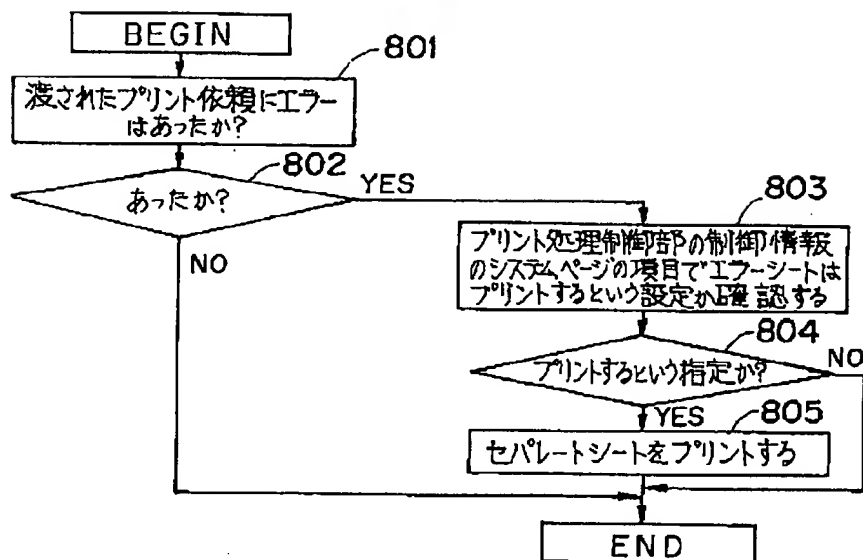 BEGIN
801
渡されたプリント依頼にエラー
はあったか?
802
あったか?
YES
NO
803
プリント処理制御部の制御情報
のシステムページの項目でエラーシートは
プリントするという設定か確認する
804
プリントするという指定か?
NO
YES
805
セパレートシートをプリントする
END